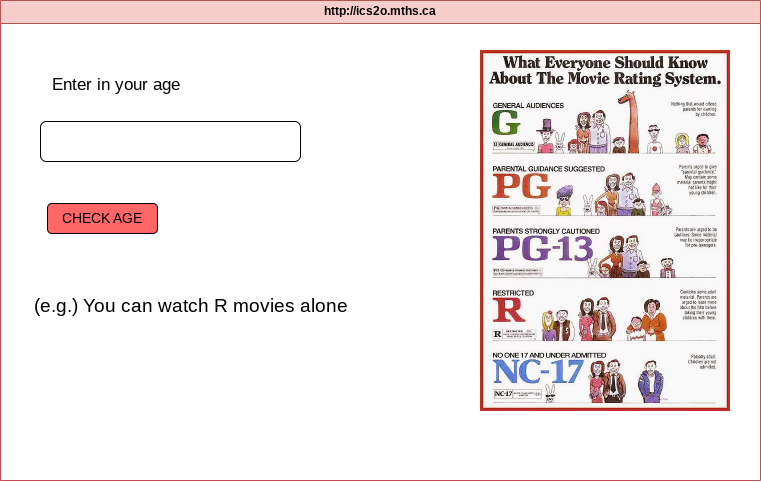 http://ics2o.mths.ca
Enter in your age
CHECK AGE
(e.g.) You can watch R movies alone
What Everyone Should Know
About The Movie Rating System.
GENERAL AUDIENCES
G
Nothing that would offend
parents for viewing
by children.
G GENERAL AUDIENCES
PARENTAL GUIDANCE SUGGESTED
PG
Parents urged to give
"parental guidance."
May contain some
material parents might
not like for their
young children.
PARENTS STRONGLY CAUTIONED
PG-13
Parents are urged to be
cautious. Some material
may be inappropriate
for pre-teenagers.
RESTRICTED
R
Contains some adult
material. Parents are
urged to learn more
about the film before
taking their young
children with them.
R RESTRICTED
NO ONE 17 AND UNDER ADMITTED
NC-17
Patently adult.
Children are not
admitted.
NC-17